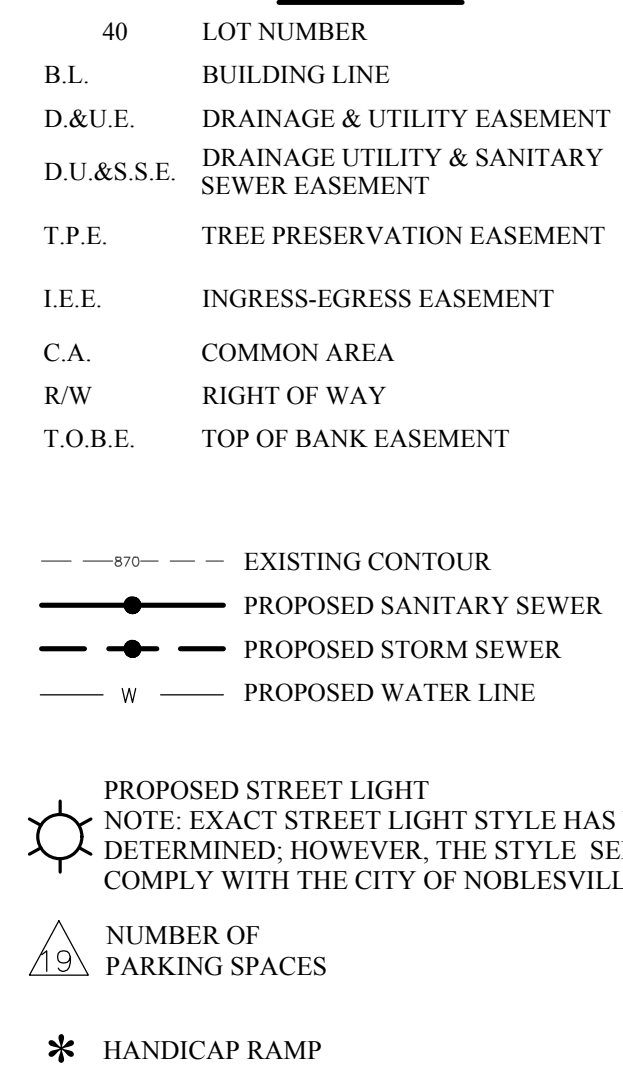 40 LOT NUMBER
B.L. BUILDING LINE
D.&U.E. DRAINAGE & UTILITY EASEMENT
D.U.&S.S.E. DRAINAGE UTILITY & SANITARY
SEWER EASEMENT
T.P.E. TREE PRESERVATION EASEMENT
I.E.E. INGRESS-EGRESS EASEMENT
C.A. COMMON AREA
R/W RIGHT OF WAY
T.O.B.E. TOP OF BANK EASEMENT
870 EXISTING CONTOUR
PROPOSED SANITARY SEWER
PROPOSED STORM SEWER
W PROPOSED WATER LINE
PROPOSED STREET LIGHT
NOTE: EXACT STREET LIGHT STYLE HAS
DETERMINED; HOWEVER, THE STYLE
COMPLY WITH THE CITY OF NOBLESVILL
NUMBER OF
19 PARKING SPACES
* HANDICAP RAMP